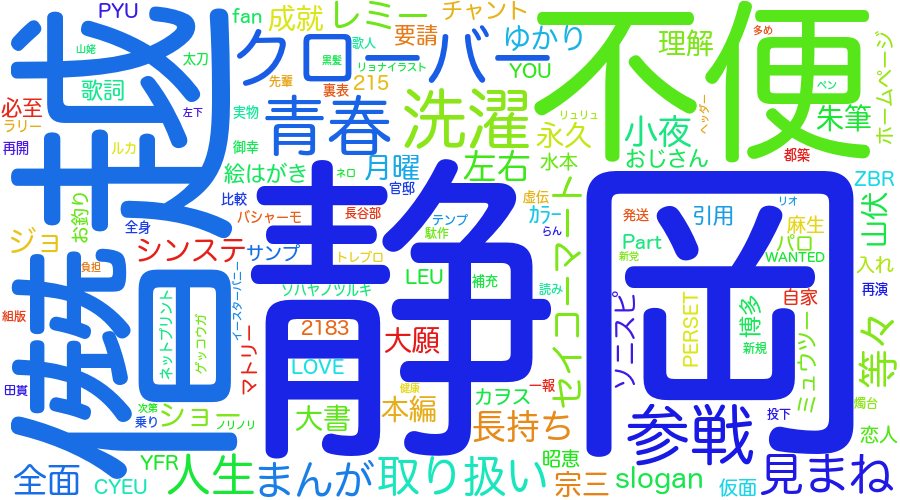 PYU
fan
成就
レミー
チャント
不便
多め
山姥
太刀
クローバー
歌人
要請
ゆかり
理解
ペン
ホームページ
黒髪
リョナイラスト
歌詞
先輩
215
YOU
ヘッダー
必至
左下
裏表
リュリュ
ラリー
実物
青春
洗濯
永久
小夜
朱筆
再開
ルカ
御幸
都築
おじさん
絵はがき
ネロ
月曜
左右
水本
ZBR
僥越
比較
官邸
虚伝
お釣り
全身
バシャーモ
長谷部
テンプ
カラー
発送
引用
リオ
麻生
山伏
ジョ
シンステ
サンプ
駄作
らん
Part
パロ
トレプロ
新党
WANTED
入れ
負担
ソハヤノツルキ
LEU
補充
読み
自家
再演
静岡
組版
ネットプリント
ゲッコウガ
イースターバニー
2183
大願
セイコーマート
ソニスピ
PERSET
博多
新規
ミュウツー
等々
マトリー
LOVE
一報
健康
カヲス
田賞
次第
乗り
ショー
フリノリ
大書
本編
長持ち
参戦
投下
燭台
恋人
全面
YFR
CYEU
人生
まんが
取り扱い
昭恵
宗三
slogan
仮面
見まね